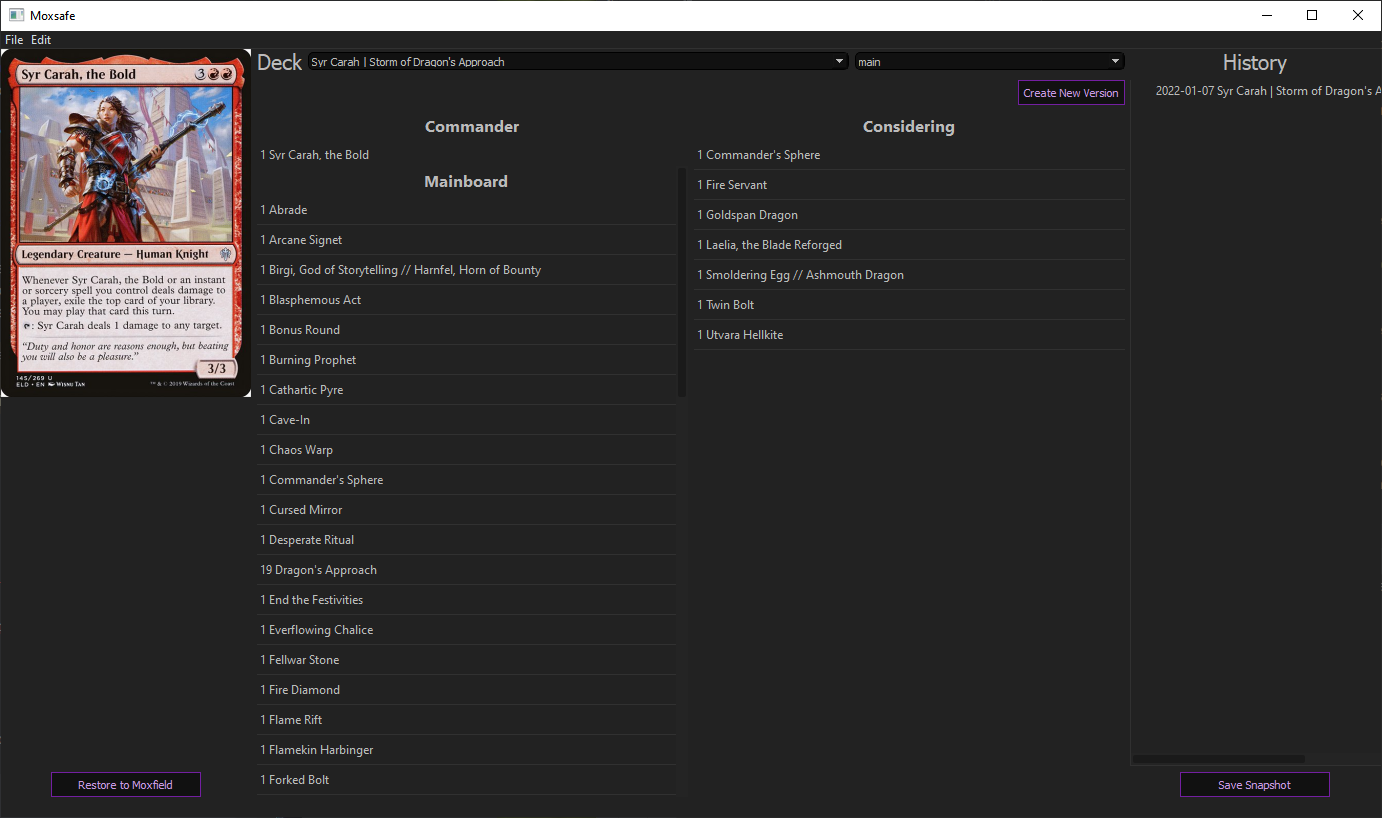 Moxsafe
File Edit
Syr Carah, the Bold 3
Legendary Creature — Human Knight
Whenever Syr Carah, the Bold or an instant
or sorcery spell you control deals damage to
a player, exile the top card of your library.
You may play that card this turn.
: Syr Carah deals 1 damage to any target.
“Duty and honor are reasons enough, but beating
you will also be a pleasure.”
3/3
145/269 U
ELD • EN Wisnu Tan
™ & © 2019 Wizards of the Coast
Restore to Moxfield
Deck Syr Carah | Storm of Dragon's Approach main
Create New Version
Commander
1 Syr Carah, the Bold
Mainboard
1 Abrade
1 Arcane Signet
1 Birgi, God of Storytelling // Harnfel, Horn of Bounty
1 Blasphemous Act
1 Bonus Round
1 Burning Prophet
1 Cathartic Pyre
1 Cave-In
1 Chaos Warp
1 Commander's Sphere
1 Cursed Mirror
1 Desperate Ritual
19 Dragon's Approach
1 End the Festivities
1 Everflowing Chalice
1 Fellwar Stone
1 Fire Diamond
1 Flame Rift
1 Flamekin Harbinger
1 Forked Bolt
Considering
1 Commander's Sphere
1 Fire Servant
1 Goldspan Dragon
1 Laelia, the Blade Reforged
1 Smoldering Egg // Ashmouth Dragon
1 Twin Bolt
1 Utvara Hellkite
History
2022-01-07 Syr Carah | Storm of Dragon's A
Save Snapshot